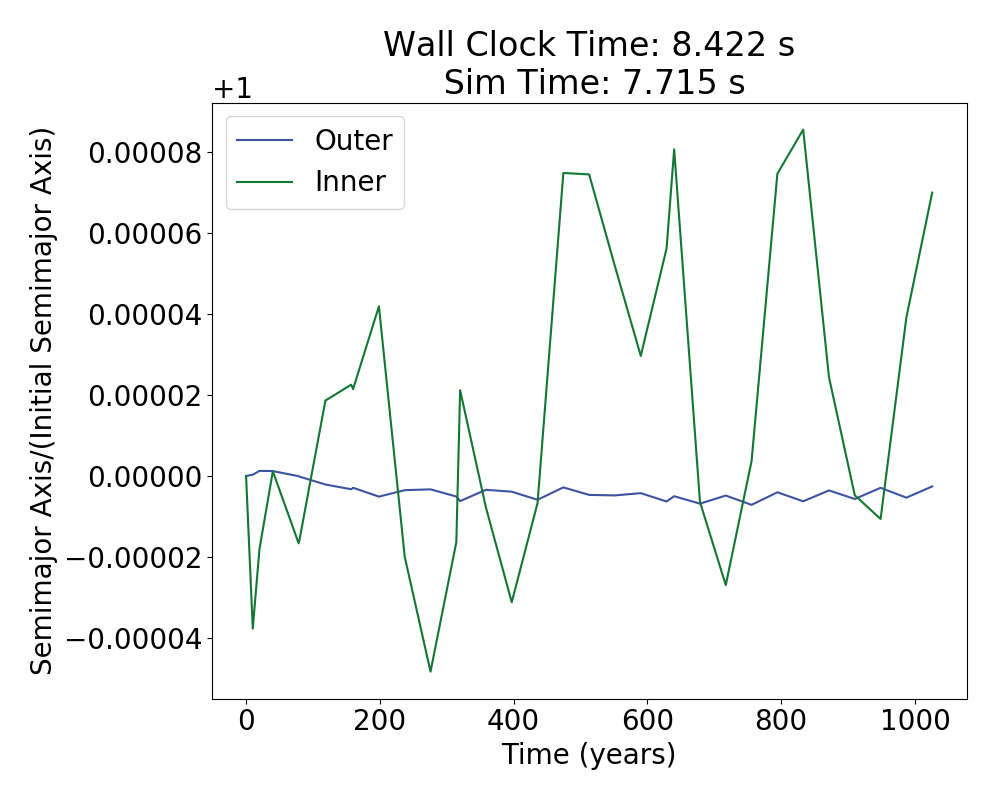 Wall Clock Time: 8.422 s
Sim Time: 7.715 s
+1
Outer
Inner
Semimajor Axis/(Initial Semimajor Axis)
0.00008
0.00006
0.00004
0.00002
0.00000
−0.00002
−0.00004
0 200 400 600 800 1000
Time (years)